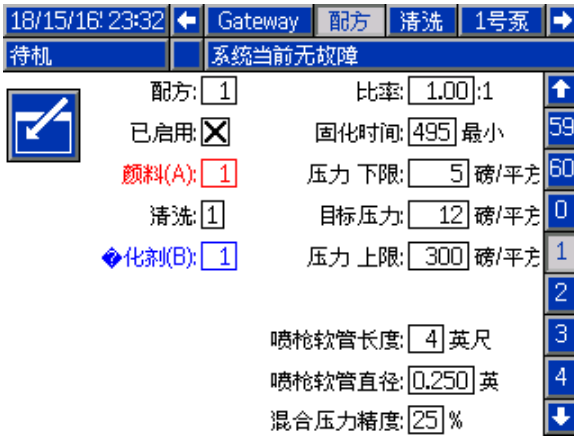 18/15/16 23:32 Gateway 配方 清洗 1号泵
待机 系统当前无故障
配方: 1 比率: 1.00:1
已启用: 固化时间: 495 最小 59
颜料(A): 1 压力 下限: 5 磅/平方 60
清洗: 1 目标压力: 12 磅/平方 0
�化剂(B): 1 压力 上限: 300 磅/平方 1
2
喷枪软管长度: 4 英尺 3
喷枪软管直径: 0.250 英 4
混合压力精度: 25 %